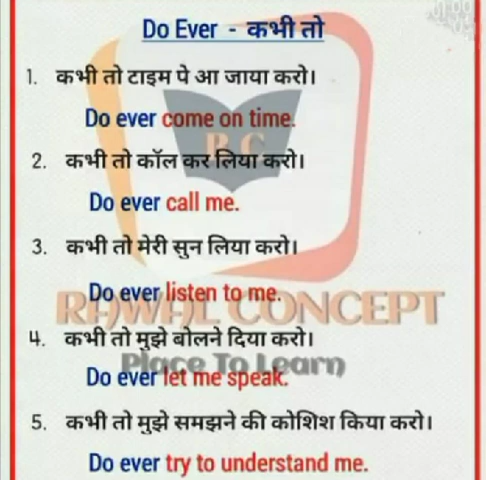 Do Ever - कभी तो
1. कभी तो टाइम पे आ जाया करो।
Do ever come on time.
2. कभी तो कॉल कर लिया करो।
Do ever call me.
3. कभी तो मेरी सुन लिया करो।
Do ever listen to me.
4. कभी तो मुझे बोलने दिया करो।
Do ever let me speak.
5. कभी तो मुझे समझने की कोशिश किया करो।
Do ever try to understand me.
R C
RAWAL CONCEPT
Place To Learn